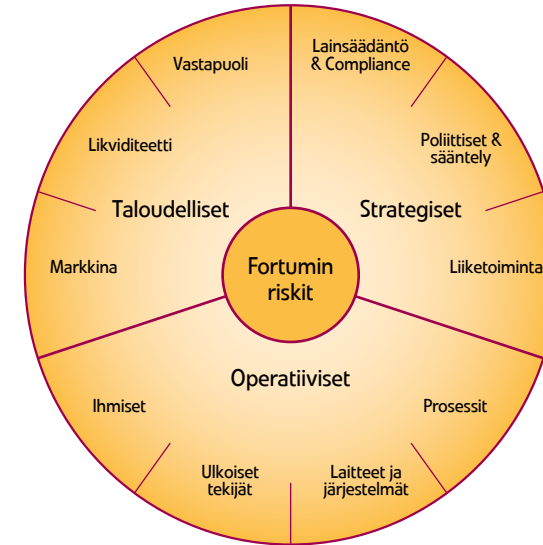 Vastapuoli
Lainsäädäntö
& Compliance
Likviditeetti
Poliittiset &
sääntely
Taloudelliset
Strategiset
Markkina
Fortumin
riskit
Liiketoiminta
Operatiiviset
Ihmiset
Prosessit
Ulkoiset
tekijät
Laitteet ja
järjestelmät